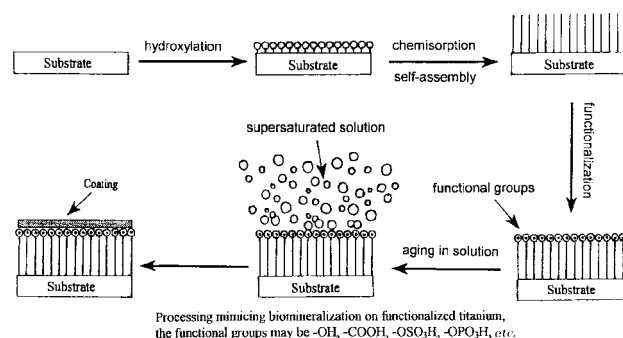 Substrate
hydroxylation
Substrate
chemisorption
self-assembly
Substrate
functionalization
functional groups
Substrate
aging in solution
supersaturated solution
Substrate
Coating
Substrate
Processing mimicing biomineralization on functionalized titanium,
the functional groups may be -OH, -COOH, -OSO₃H, -OPO₃H, etc.